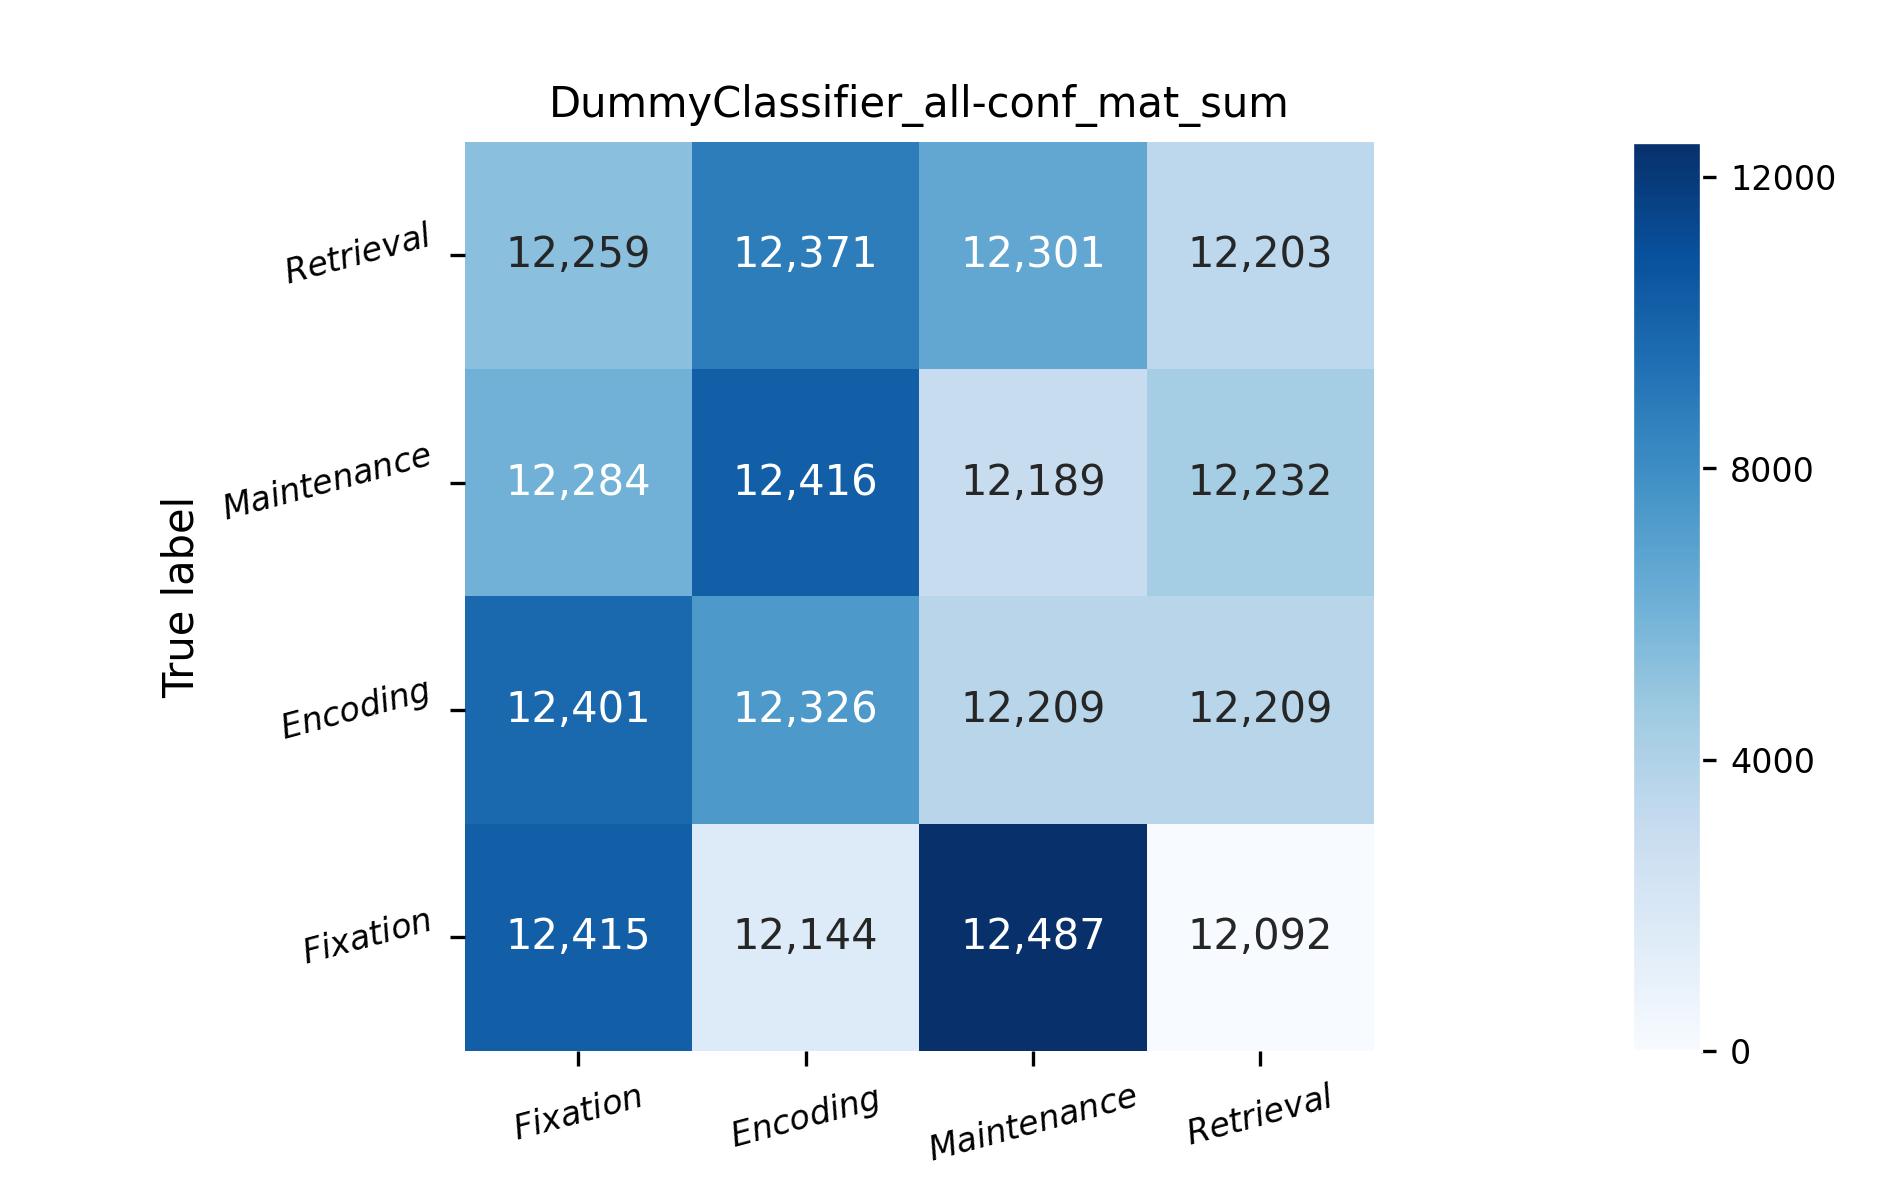 DummyClassifier_all-conf_mat_sum
True label
Retrieval
12,259 12,371 12,301 12,203
Maintenance
12,284 12,416 12,189 12,232
Encoding
12,401 12,326 12,209 12,209
Fixation
12,415 12,144 12,487 12,092
Fixation Encoding Maintenance Retrieval
12000
8000
4000
0